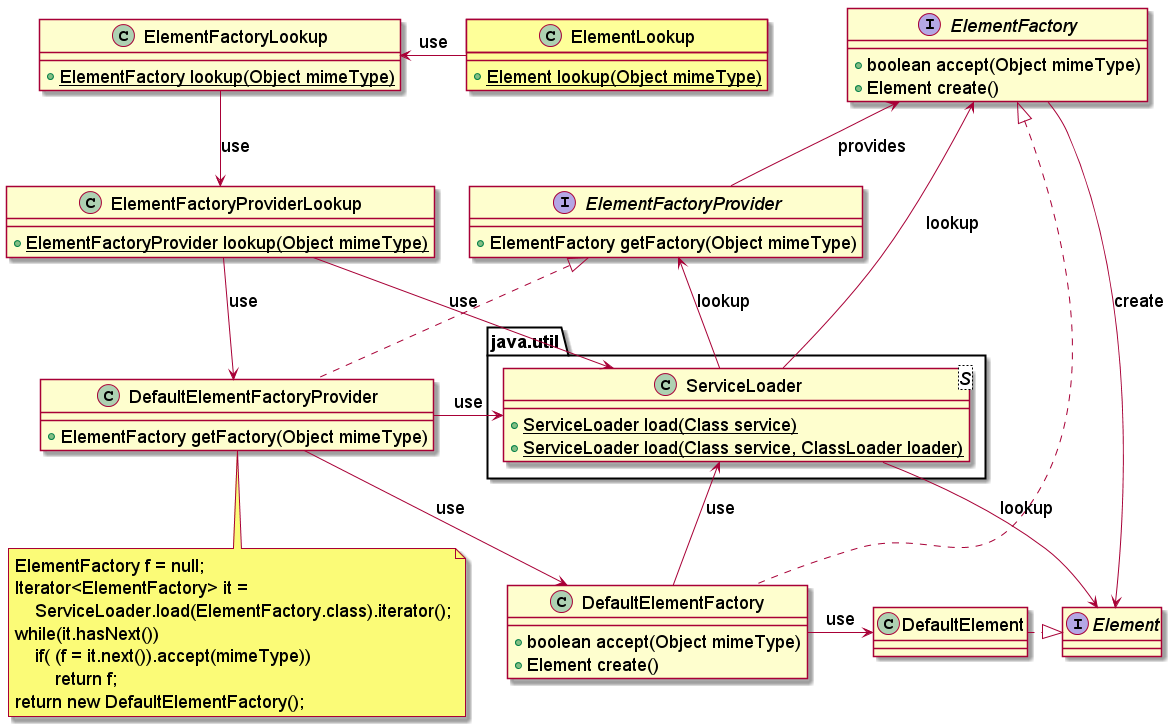 C ElementFactoryLookup
ElementFactory lookup(Object mimeType)
use
C ElementLookup
Element lookup(Object mimeType)
I ElementFactory
boolean accept(Object mimeType)
Element create()
use
provides
C ElementFactoryProviderLookup
ElementFactoryProvider lookup(Object mimeType)
I ElementFactoryProvider
ElementFactory getFactory(Object mimeType)
lookup
use
use
lookup
create
java.util
C DefaultElementFactoryProvider
ElementFactory getFactory(Object mimeType)
use
C ServiceLoader
S
ServiceLoader load(Class service)
ServiceLoader load(Class service, ClassLoader loader)
use
use
lookup
ElementFactory f = null;
Iterator<ElementFactory> it =
ServiceLoader.load(ElementFactory.class).iterator();
while(it.hasNext())
if( (f = it.next()).accept(mimeType))
return f;
return new DefaultElementFactory();
C DefaultElementFactory
boolean accept(Object mimeType)
Element create()
use
C DefaultElement
I Element